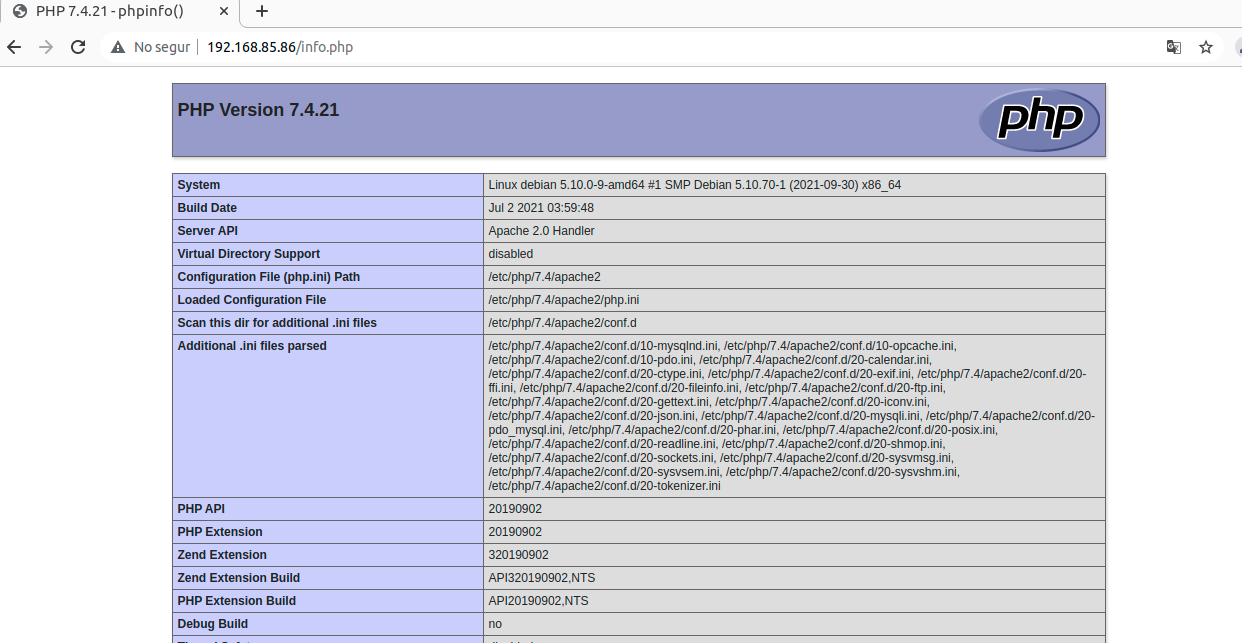 PHP 7.4.21 - phpinfo()
No segur 192.168.85.86/info.php
PHP Version 7.4.21
php
System Linux debian 5.10.0-9-amd64 #1 SMP Debian 5.10.70-1 (2021-09-30) x86_64
Build Date Jul 2 2021 03:59:48
Server API Apache 2.0 Handler
Virtual Directory Support disabled
Configuration File (php.ini) Path /etc/php/7.4/apache2
Loaded Configuration File /etc/php/7.4/apache2/php.ini
Scan this dir for additional .ini files /etc/php/7.4/apache2/conf.d
Additional .ini files parsed /etc/php/7.4/apache2/conf.d/10-mysqlnd.ini, /etc/php/7.4/apache2/conf.d/10-opcache.ini,
/etc/php/7.4/apache2/conf.d/10-pdo.ini, /etc/php/7.4/apache2/conf.d/20-calendar.ini,
/etc/php/7.4/apache2/conf.d/20-ctype.ini, /etc/php/7.4/apache2/conf.d/20-exif.ini, /etc/php/7.4/apache2/conf.d/20-
ffi.ini, /etc/php/7.4/apache2/conf.d/20-fileinfo.ini, /etc/php/7.4/apache2/conf.d/20-ftp.ini,
/etc/php/7.4/apache2/conf.d/20-gettext.ini, /etc/php/7.4/apache2/conf.d/20-iconv.ini,
/etc/php/7.4/apache2/conf.d/20-json.ini, /etc/php/7.4/apache2/conf.d/20-mysqli.ini, /etc/php/7.4/apache2/conf.d/20-
pdo_mysql.ini, /etc/php/7.4/apache2/conf.d/20-phar.ini, /etc/php/7.4/apache2/conf.d/20-posix.ini,
/etc/php/7.4/apache2/conf.d/20-readline.ini, /etc/php/7.4/apache2/conf.d/20-shmop.ini,
/etc/php/7.4/apache2/conf.d/20-sockets.ini, /etc/php/7.4/apache2/conf.d/20-sysvmsg.ini,
/etc/php/7.4/apache2/conf.d/20-sysvsem.ini, /etc/php/7.4/apache2/conf.d/20-sysvshm.ini,
/etc/php/7.4/apache2/conf.d/20-tokenizer.ini
PHP API 20190902
PHP Extension 20190902
Zend Extension 320190902
Zend Extension Build API320190902,NTS
PHP Extension Build API20190902,NTS
Debug Build no